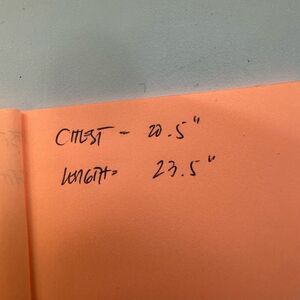 CHEST - 20.5"
LENGTH = 23.5"